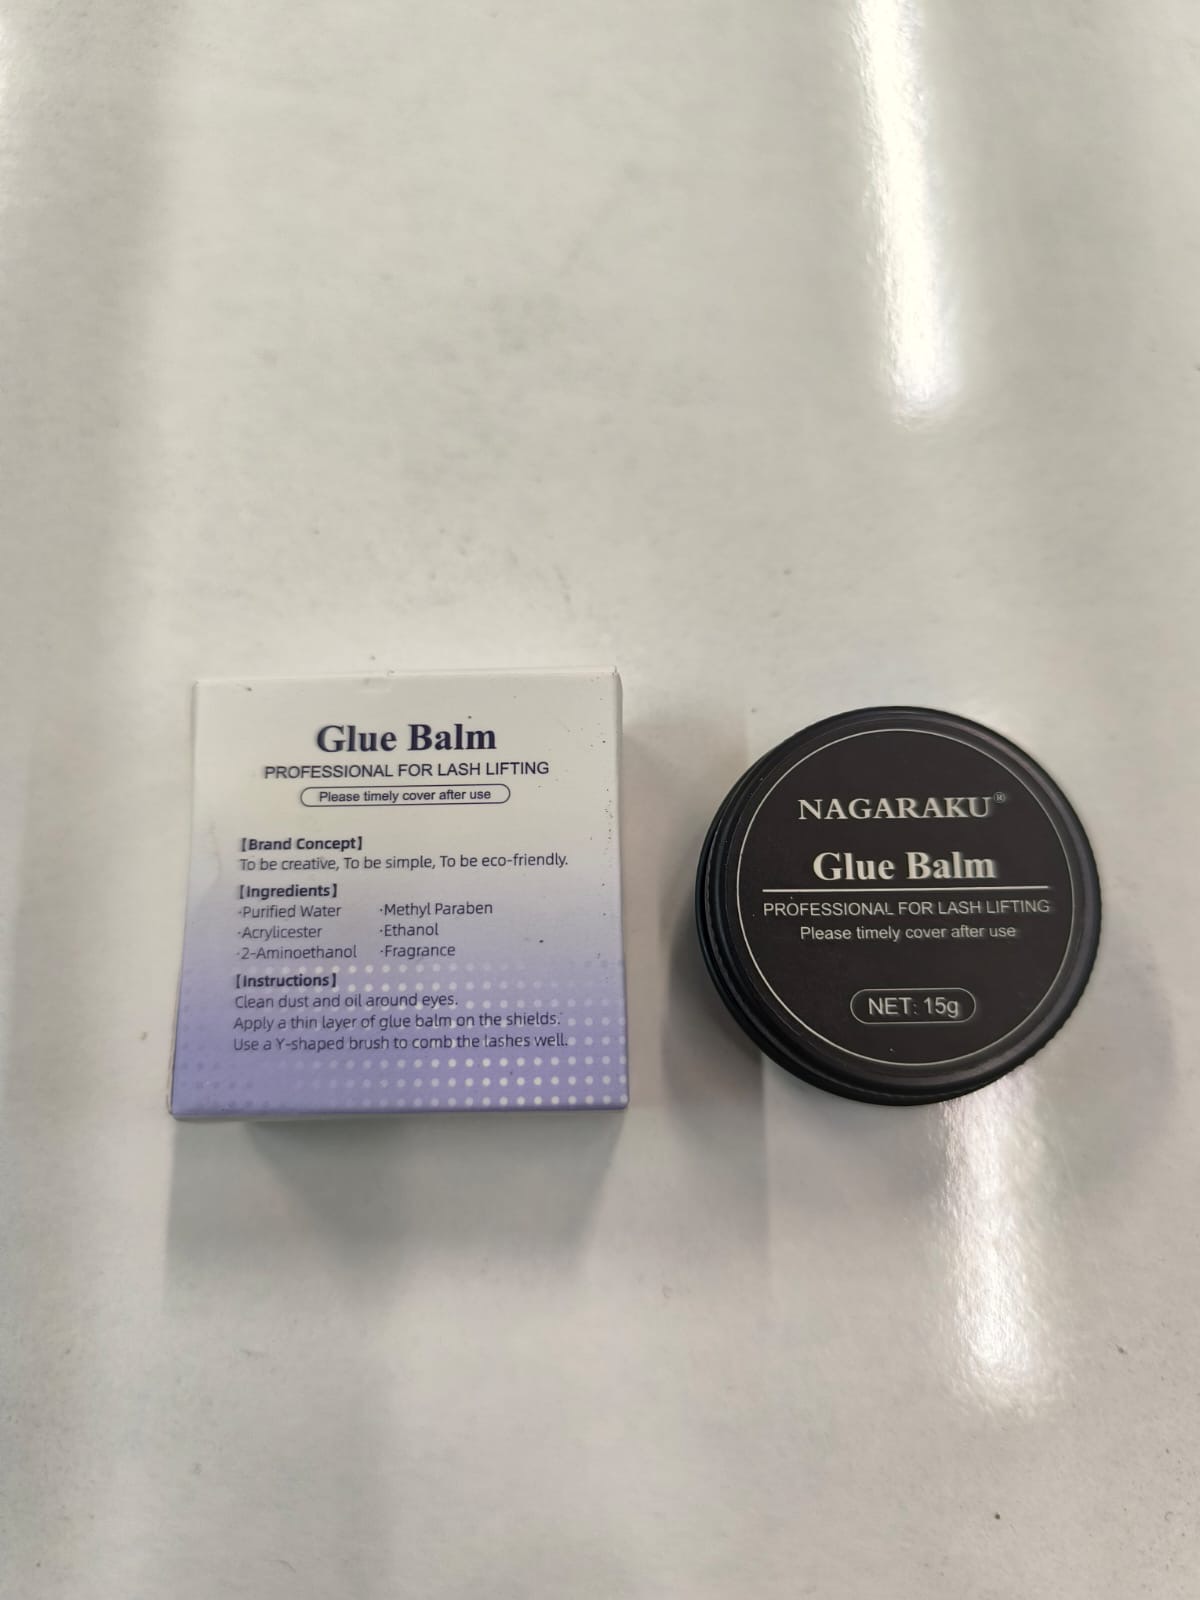 Glue Balm
PROFESSIONAL FOR LASH LIFTING
Please timely cover after use
【Brand Concept】
To be creative, To be simple, To be eco-friendly.
【Ingredients】
·Purified Water ·Methyl Paraben
·Acrylicester ·Ethanol
·2-Aminoethanol ·Fragrance
【Instructions】
Clean dust and oil around eyes.
Apply a thin layer of glue balm on the shields.
Use a Y-shaped brush to comb the lashes well.
NAGARAKU®
Glue Balm
PROFESSIONAL FOR LASH LIFTING
Please timely cover after use
NET: 15g